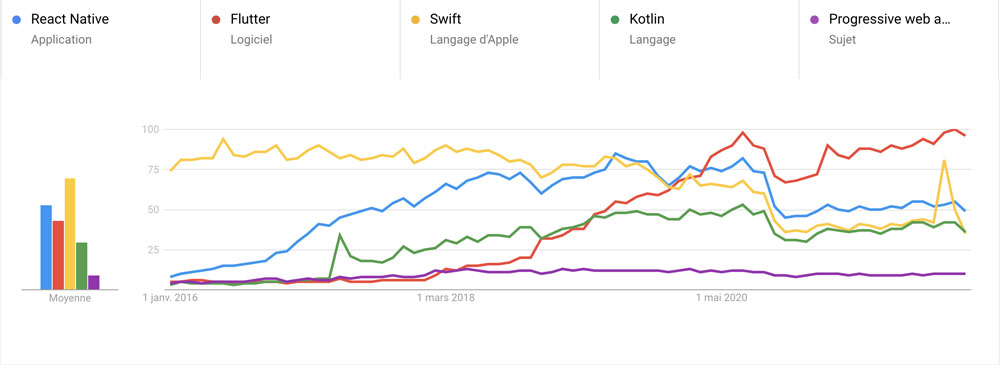 React Native
Application
Flutter
Logiciel
Swift
Langage d'Apple
Kotlin
Langage
Progressive web a...
Sujet
100
75
50
25
Moyenne
1 janv. 2016
1 mars 2018
1 mai 2020